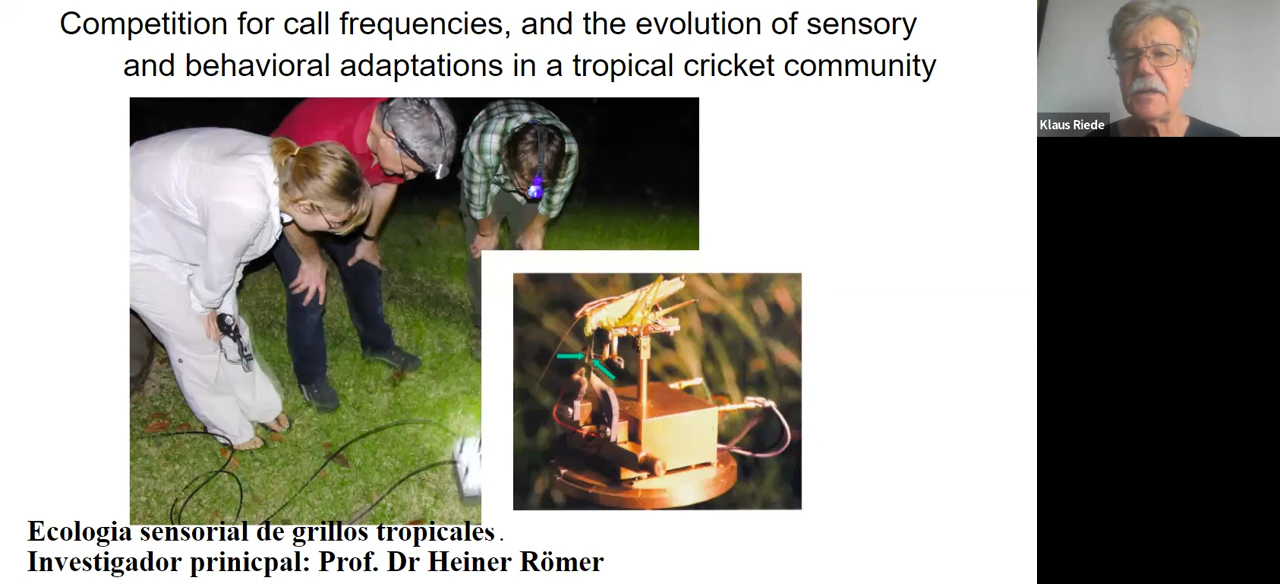 Competition for call frequencies, and the evolution of sensory
and behavioral adaptations in a tropical cricket community
Klaus Riede
Ecologia sensorial de grillos tropicales.
Investigador prinicpal: Prof. Dr Heiner Römer